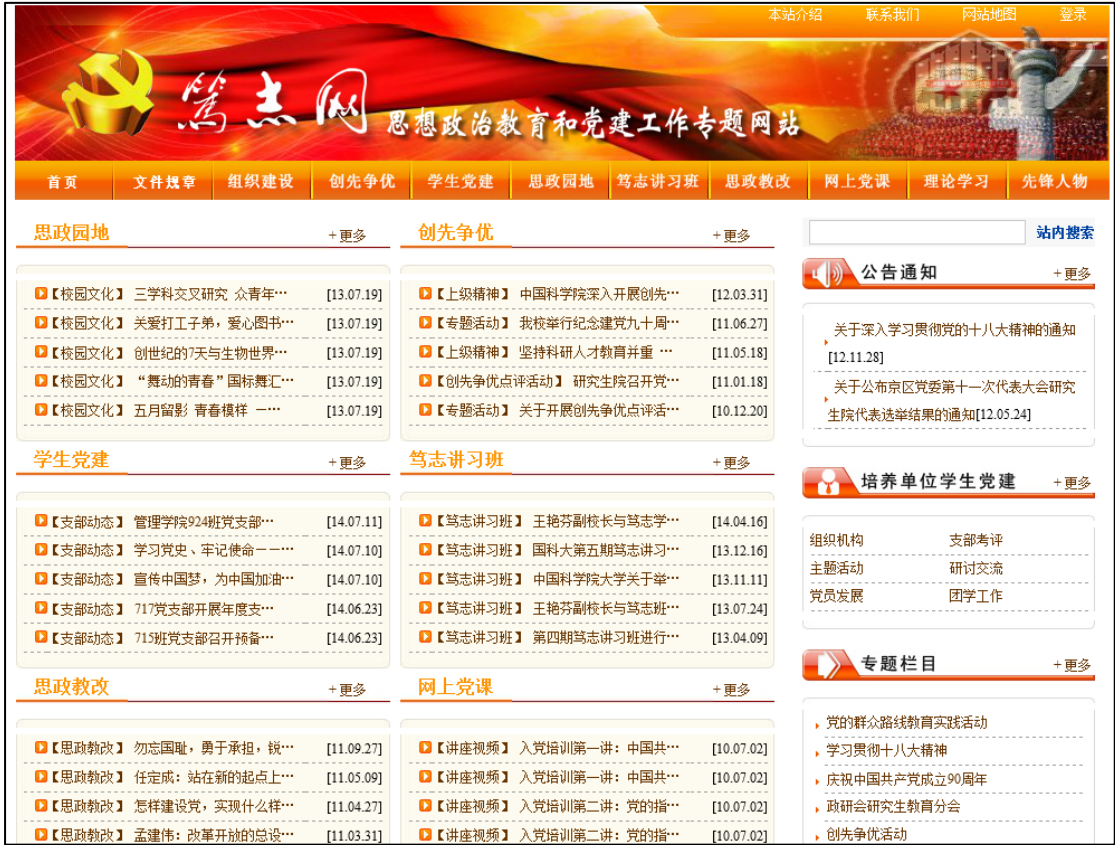 本站介绍 联系我们 网站地图 登录
笃志网 思想政治教育和党建工作专题网站
首页 文件规章 组织建设 创先争优 学生党建 思政园地 笃志讲习班 思政教改 网上党课 理论学习 先锋人物
思政园地 +更多
【校园文化】 三学科交叉研究 众青年… [13.07.19]
【校园文化】 关爱打工子弟，爱心图书… [13.07.19]
【校园文化】 创世纪的7天与生物世界… [13.07.19]
【校园文化】 “舞动的青春”国标舞汇… [13.07.19]
【校园文化】 五月留影 青春模样 一… [13.07.19]
创先争优 +更多
【上级精神】 中国科学院深入开展创先… [12.03.31]
【专题活动】 我校举行纪念建党九十周… [11.06.27]
【上级精神】 坚持科研人才教育并重 … [11.05.18]
【创先争优点评活动】 研究生院召开党… [11.01.18]
【专题活动】 关于开展创先争优点评活… [10.12.20]
学生党建 +更多
【支部动态】 管理学院924班党支部… [14.07.11]
【支部动态】 学习党史、牢记使命——… [14.07.10]
【支部动态】 宣传中国梦，为中国加油… [14.07.10]
【支部动态】 717党支部开展年度支… [14.06.23]
【支部动态】 715班党支部召开预备… [14.06.23]
笃志讲习班 +更多
【笃志讲习班】 王艳芬副校长与笃志学… [14.04.16]
【笃志讲习班】 国科大第五期笃志讲习… [13.12.16]
【笃志讲习班】 中国科学院大学关于举… [13.11.11]
【笃志讲习班】 王艳芬副校长与笃志班… [13.07.24]
【笃志讲习班】 第四期笃志讲习班进行… [13.04.09]
思政教改 +更多
【思政教改】 勿忘国耻，勇于承担，锐… [11.09.27]
【思政教改】 任定成：站在新的起点上… [11.05.09]
【思政教改】 怎样建设党，实现什么样… [11.04.27]
【思政教改】 孟建伟：改革开放的总设… [11.03.31]
网上党课 +更多
【讲座视频】 入党培训第一讲：中国共… [10.07.02]
【讲座视频】 入党培训第一讲：中国共… [10.07.02]
【讲座视频】 入党培训第二讲：党的指… [10.07.02]
【讲座视频】 入党培训第二讲：党的指… [10.07.02]
站内搜索
公告通知 +更多
关于深入学习贯彻党的十八大精神的通知
[12.11.28]
关于公布京区党委第十一次代表大会研究
生院代表选举结果的通知[12.05.24]
培养单位学生党建 +更多
组织机构 支部考评
主题活动 研讨交流
党员发展 团学工作
专题栏目 +更多
党的群众路线教育实践活动
学习贯彻十八大精神
庆祝中国共产党成立90周年
政研会研究生教育分会
创先争优活动